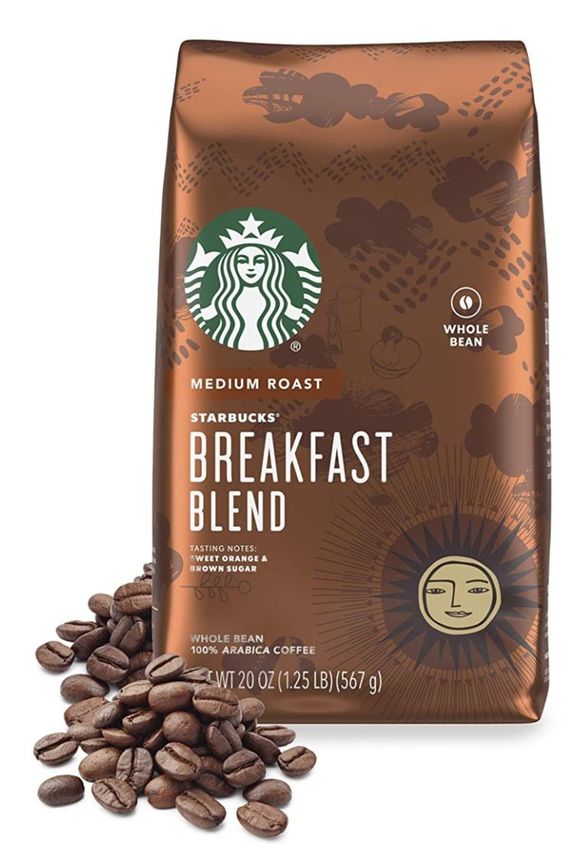 ®
WHOLE
BEAN
MEDIUM ROAST
STARBUCKS®
BREAKFAST
BLEND
TASTING NOTES:
SWEET ORANGE &
BROWN SUGAR
WHOLE BEAN
100% ARABICA COFFEE
WT 20 OZ (1.25 LB) (567 g)